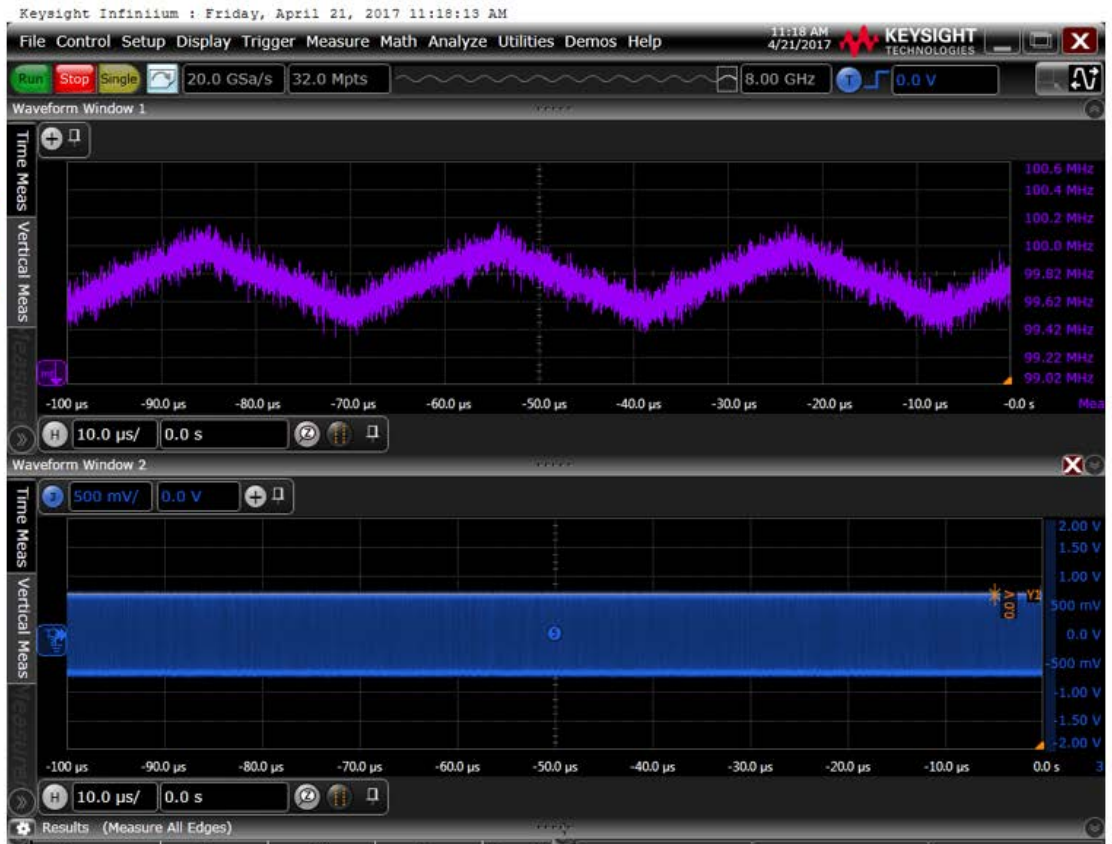 Keysight Infiniium : Friday, April 21, 2017 11:18:13 AM
File Control Setup Display Trigger Measure Math Analyze Utilities Demos Help
11:18 AM
4/21/2017
KEYSIGHT
TECHNOLOGIES
Run Stop Single 20.0 GSa/s 32.0 Mpts 8.00 GHz T 0.0 V
Waveform Window 1
Time Meas
Vertical Meas
100.6 MHz
100.4 MHz
100.2 MHz
100.0 MHz
99.82 MHz
99.62 MHz
99.42 MHz
99.22 MHz
99.02 MHz
-100 µs -90.0 µs -80.0 µs -70.0 µs -60.0 µs -50.0 µs -40.0 µs -30.0 µs -20.0 µs -10.0 µs -0.0 s Mea
H 10.0 µs/ 0.0 s
Waveform Window 2
3 500 mV/ 0.0 V
Time Meas
Vertical Meas
2.00 V
1.50 V
1.00 V
Y1
0.0 V
500 mV
0.0 V
-500 mV
-1.00 V
-1.50 V
-2.00 V
-100 µs -90.0 µs -80.0 µs -70.0 µs -60.0 µs -50.0 µs -40.0 µs -30.0 µs -20.0 µs -10.0 µs 0.0 s 3
H 10.0 µs/ 0.0 s
Results (Measure All Edges)